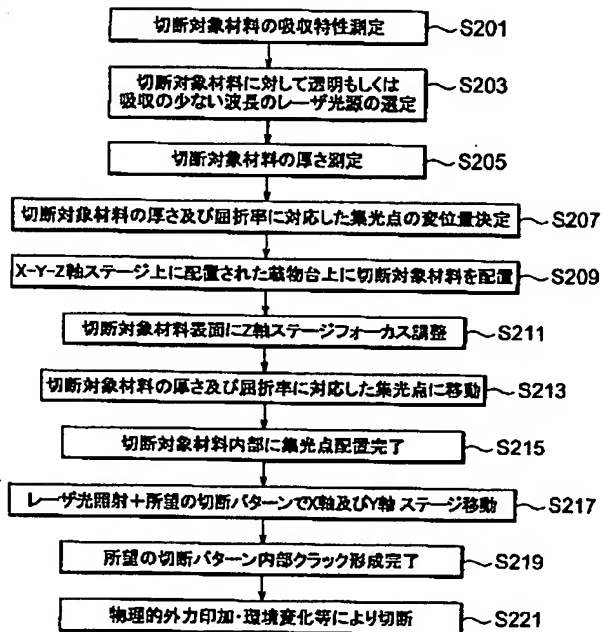 切断対象材料の吸収特性測定 S201
切断対象材料に対して透明もしくは
吸収の少ない波長のレーザ光源の選定 S203
切断対象材料の厚さ測定 S205
切断対象材料の厚さ及び屈折率に対応した集光点の変位量決定 S207
X-Y-Z軸ステージ上に配置された載物台上に切断対象材料を配置 S209
切断対象材料表面にZ軸ステージフォーカス調整 S211
切断対象材料の厚さ及び屈折率に対応した集光点に移動 S213
切断対象材料内部に集光点配置完了 S215
レーザ光照射+所望の切断パターンでX軸及びY軸 ステージ移動 S217
所望の切断パターン内部クラック形成完了 S219
物理的外力印加・環境変化等により切断 S221